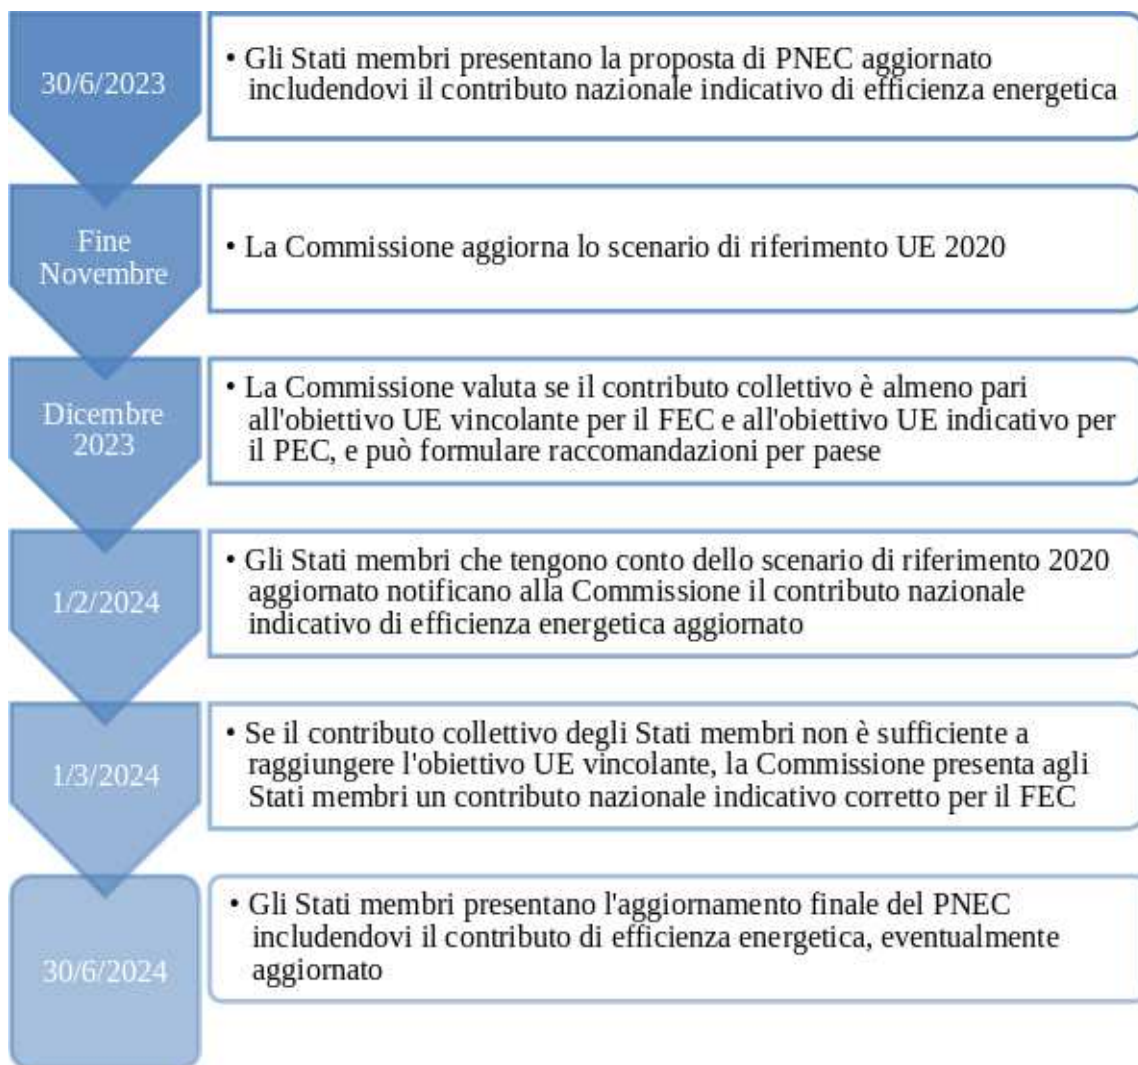 30/6/2023
• Gli Stati membri presentano la proposta di PNEC aggiornato
includendovi il contributo nazionale indicativo di efficienza energetica
Fine
Novembre
• La Commissione aggiorna lo scenario di riferimento UE 2020
Dicembre
2023
• La Commissione valuta se il contributo collettivo è almeno pari
all'obiettivo UE vincolante per il FEC e all'obiettivo UE indicativo per
il PEC, e può formulare raccomandazioni per paese
1/2/2024
• Gli Stati membri che tengono conto dello scenario di riferimento 2020
aggiornato notificano alla Commissione il contributo nazionale
indicativo di efficienza energetica aggiornato
1/3/2024
• Se il contributo collettivo degli Stati membri non è sufficiente a
raggiungere l'obiettivo UE vincolante, la Commissione presenta agli
Stati membri un contributo nazionale indicativo corretto per il FEC
30/6/2024
• Gli Stati membri presentano l'aggiornamento finale del PNEC
includendovi il contributo di efficienza energetica, eventualmente
aggiornato